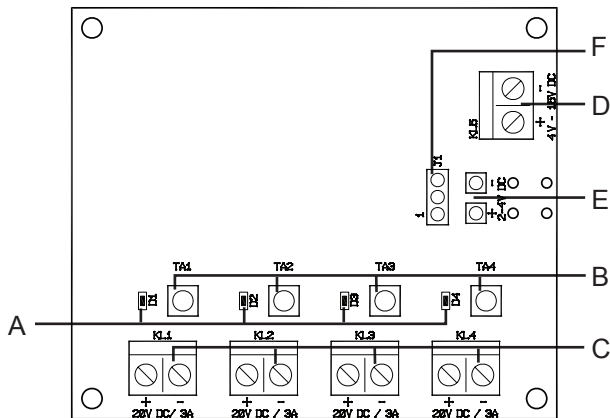 F
D
KL5
- + 
4V - 15V DC
J1
1
- +
2-4V DC
E
TA1 TA2 TA3 TA4
B
D1 D2 D3 D4
A
KL1 KL2 KL3 KL4
C
+ - + - + - + -
20V DC / 3A 20V DC / 3A 20V DC / 3A 20V DC / 3A